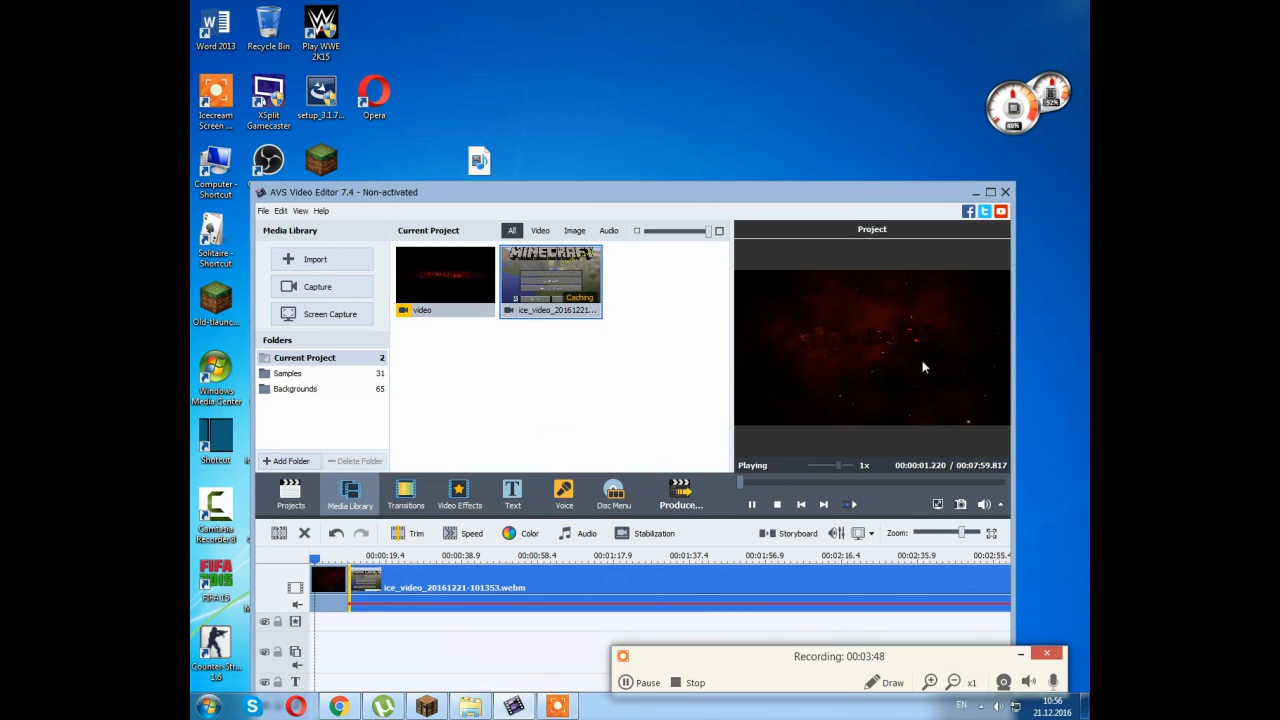 Word 2013
Recycle Bin
Play WWE
2K15
Icecream
Screen ...
XSplit
Gamecaster
setup_3.1.7...
Opera
Computer -
Shortcut
Solitaire -
Shortcut
Old-tlaunc...
Windows
Media Center
Shotcut
Camtasia
Recorder 8
FIFA 15
Counter-Str...
1.6
89%
52%
AVS Video Editor 7.4 - Non-activated
File Edit View Help
Media Library
Import
Capture
Screen Capture
Folders
Current Project 2
Samples 31
Backgrounds 65
Add Folder
Delete Folder
Current Project
All Video Image Audio
MINECRAFT
Caching
video
ice_video_20161221...
Project
Playing 1x 00:00:01.220 / 00:07:59.817
Projects
Media Library
Transitions
Video Effects
Text
Voice
Disc Menu
Produce...
Trim
Speed
Color
Audio
Stabilization
Storyboard
Zoom:
00:00:19.4 00:00:38.9 00:00:58.4 00:01:17.9 00:01:37.4 00:01:56.9 00:02:16.4 00:02:35.9 00:02:55.4
ice_video_20161221-101353.webm
T
Recording: 00:03:48
Pause
Stop
Draw
x1
EN
10:56
21.12.2016